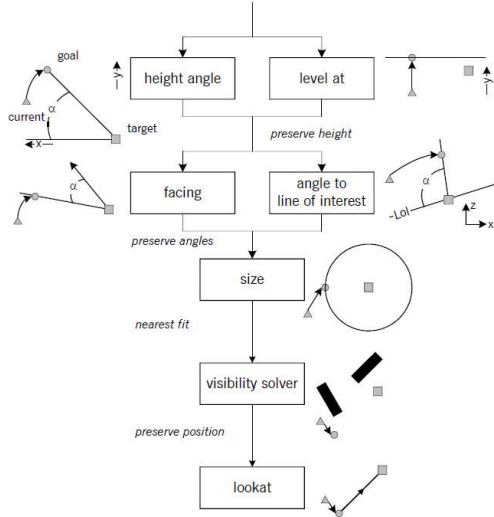 goal
height angle
level at
—y→
—y→
α
current
target
←x—
preserve height
α
facing
angle to
line of interest
α
-LoI
z
x
preserve angles
size
nearest fit
visibility solver
preserve position
lookat